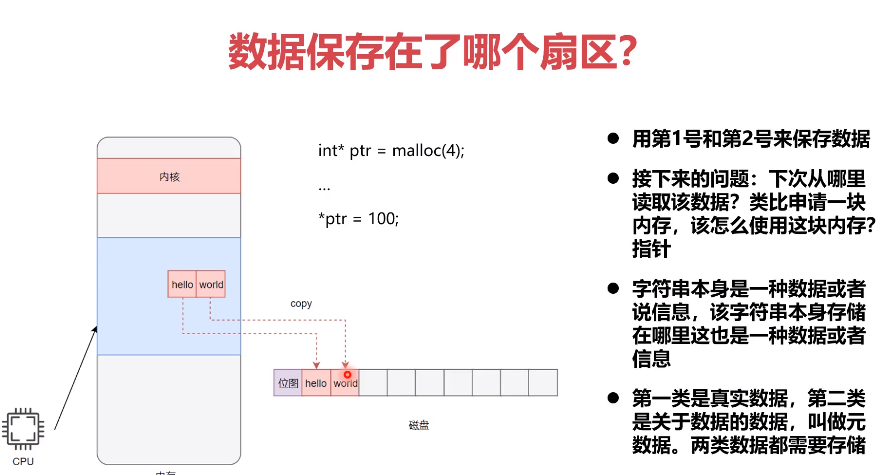 数据保存在了哪个扇区?
int* ptr = malloc(4);
...
*ptr = 100;
内核
hello world
copy
位图 hello world
磁盘
CPU
内存
● 用第1号和第2号来保存数据
● 接下来的问题：下次从哪里
读取该数据？类比申请一块
内存，该怎么使用这块内存?
指针
● 字符串本身是一种数据或者
说信息，该字符串本身存储
在哪里这也是一种数据或者
信息
● 第一类是真实数据，第二类
是关于数据的数据，叫做元
数据。两类数据都需要存储